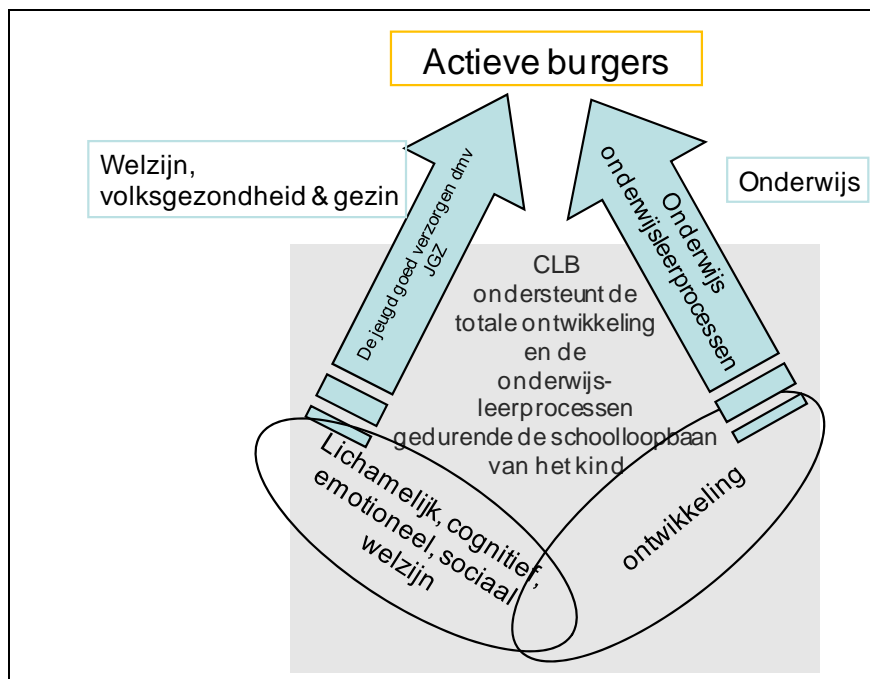 Actieve burgers
Welzijn,
volksgezondheid & gezin
Onderwijs
De jeugd goed verzorgen dmv
JGZ
Onderwijs
onderwijsleerprocessen
CLB
ondersteunt de
totale ontwikkeling
en de
onderwijs-
leerprocessen
gedurende de schoolloopbaan
van het kind
Lichamelijk, cognitief,
emotioneel, sociaal
welzijn
ontwikkeling